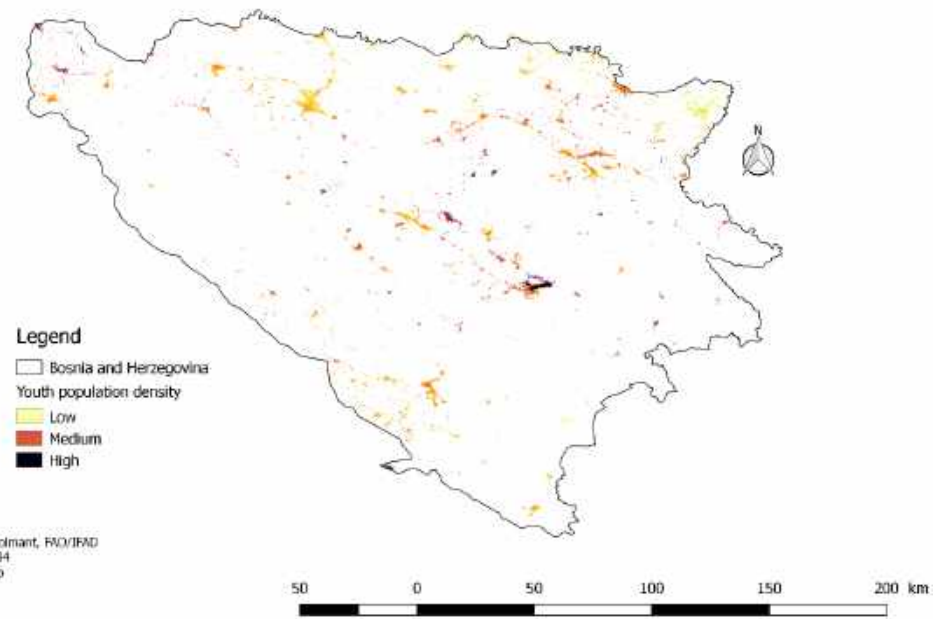 N
Legend
Bosnia and Herzegovina
Youth population density
Low
Medium
High
FAO/IFAD
50 0 50 100 150 200 km